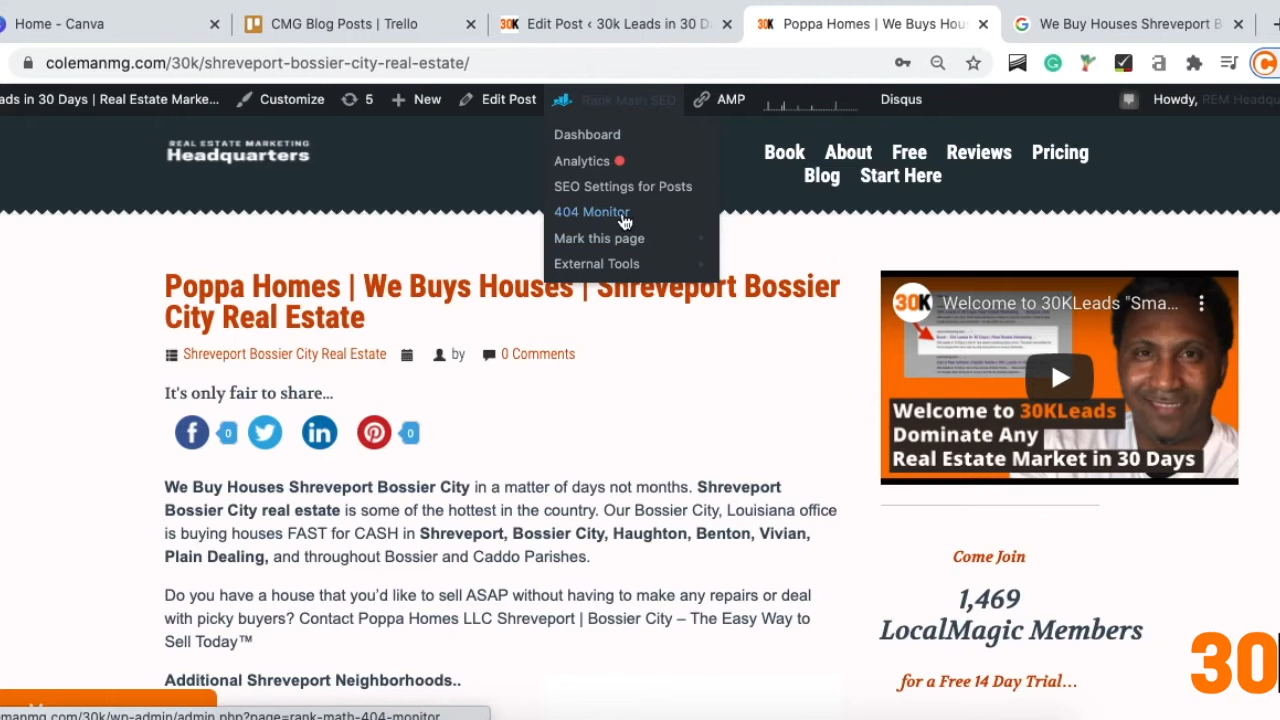 Home - Canva
CMG Blog Posts | Trello
Edit Post ‹ 30k Leads in 30 D
30K Poppa Homes | We Buys Hou
We Buy Houses Shreveport B
colemanmg.com/30k/shreveport-bossier-city-real-estate/
ads in 30 Days | Real Estate Marke... Customize 5 New Edit Post Rank Math SEO AMP Disqus Howdy, REM Headqu
Dashboard
Analytics
SEO Settings for Posts
404 Monitor
Mark this page
External Tools
REAL ESTATE MARKETING
Headquarters
Book About Free Reviews Pricing
Blog Start Here
Poppa Homes | We Buys Houses | Shreveport Bossier
City Real Estate
Shreveport Bossier City Real Estate by 0 Comments
It's only fair to share...
0 0
We Buy Houses Shreveport Bossier City in a matter of days not months. Shreveport
Bossier City real estate is some of the hottest in the country. Our Bossier City, Louisiana office
is buying houses FAST for CASH in Shreveport, Bossier City, Haughton, Benton, Vivian,
Plain Dealing, and throughout Bossier and Caddo Parishes.
Do you have a house that you'd like to sell ASAP without having to make any repairs or deal
with picky buyers? Contact Poppa Homes LLC Shreveport | Bossier City – The Easy Way to
Sell Today™
Additional Shreveport Neighborhoods..
30K Welcome to 30KLeads "Sma...
Welcome to 30KLeads
Dominate Any
Real Estate Market in 30 Days
Come Join
1,469
LocalMagic Members
for a Free 14 Day Trial...
30
lemanmg.com/30k/wp-admin/admin.php?page=rank-math-404-monitor